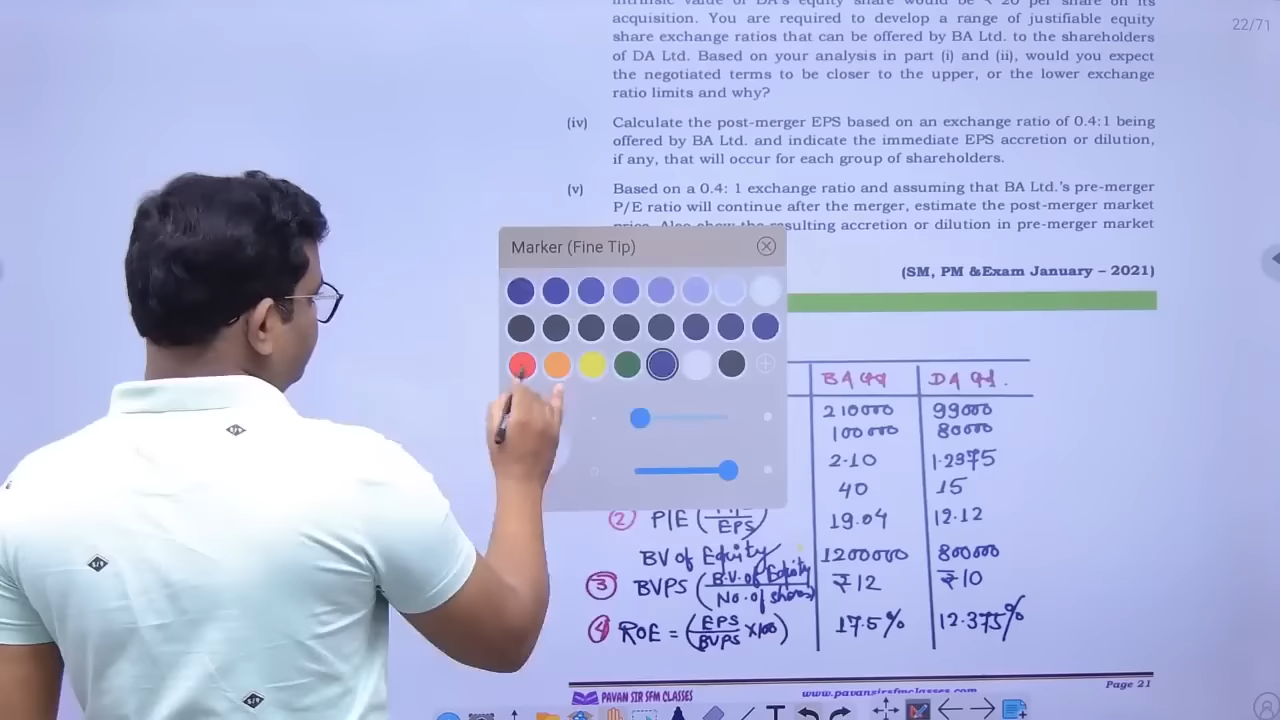 22/71
acquisition. You are required to develop a range of justifiable equity
share exchange ratios that can be offered by BA Ltd. to the shareholders
of DA Ltd. Based on your analysis in part (i) and (ii), would you expect
the negotiated terms to be closer to the upper, or the lower exchange
ratio limits and why?
(iv) Calculate the post-merger EPS based on an exchange ratio of 0.4:1 being
offered by BA Ltd. and indicate the immediate EPS accretion or dilution,
if any, that will occur for each group of shareholders.
(v) Based on a 0.4: 1 exchange ratio and assuming that BA Ltd.'s pre-merger
P/E ratio will continue after the merger, estimate the post-merger market
resulting accretion or dilution in pre-merger market
Marker (Fine Tip)
(SM, PM &Exam January – 2021)
BA DA
210000 99000
100000 80000
2.10 1.2375
40 15
② P/E ( EPS ) 19.04 12.12
BV of Equity 1200000 800000
③ BVPS (B.V. of Equity / No. of shares) ₹12 ₹10
④ ROE = (EPS/BVPS x100) 17.5% 12.375%
PAVAN SIR SFM CLASSES www.pavansirsfmclasses.com Page 21